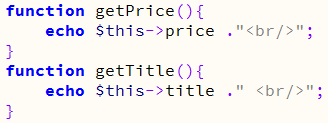 function getPrice(){
    echo $this->price ."<br/>";
}
function getTitle(){
    echo $this->title ." <br/>";
}